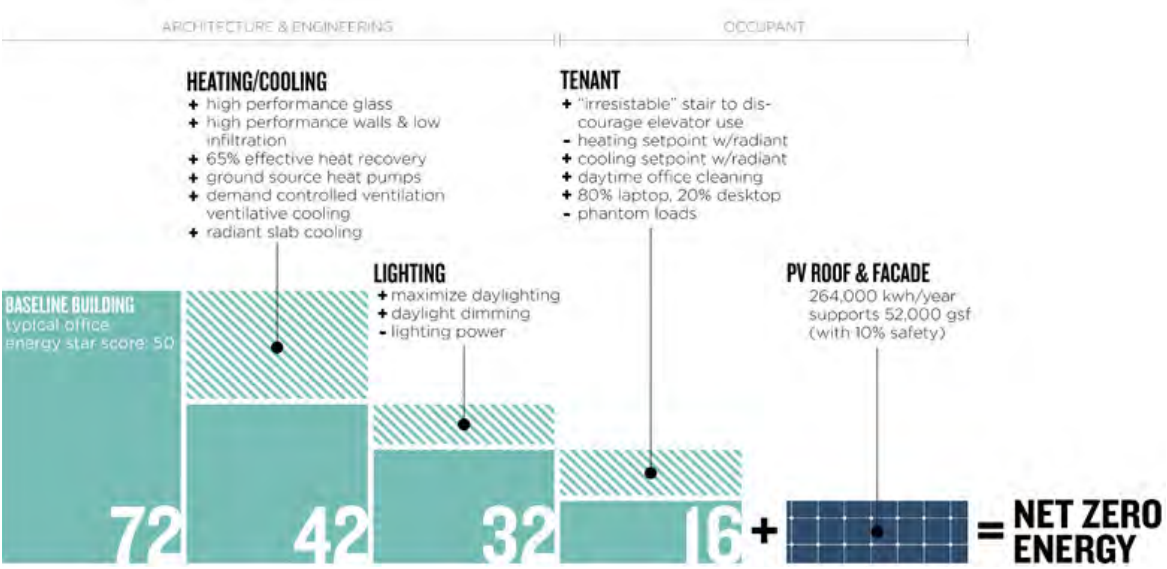 ARCHITECTURE & ENGINEERING
OCCUPANT
HEATING/COOLING
+ high performance glass
+ high performance walls & low
infiltration
+ 65% effective heat recovery
+ ground source heat pumps
+ demand controlled ventilation
ventilative cooling
+ radiant slab cooling
TENANT
+ "irresistable" stair to dis-
courage elevator use
- heating setpoint w/radiant
+ cooling setpoint w/radiant
+ daytime office cleaning
+ 80% laptop, 20% desktop
- phantom loads
LIGHTING
+ maximize daylighting
+ daylight dimming
- lighting power
PV ROOF & FACADE
264,000 kwh/year
supports 52,000 gsf
(with 10% safety)
BASELINE BUILDING
typical office
energy star score: 50
72
42
32
16
+
=
NET ZERO
ENERGY